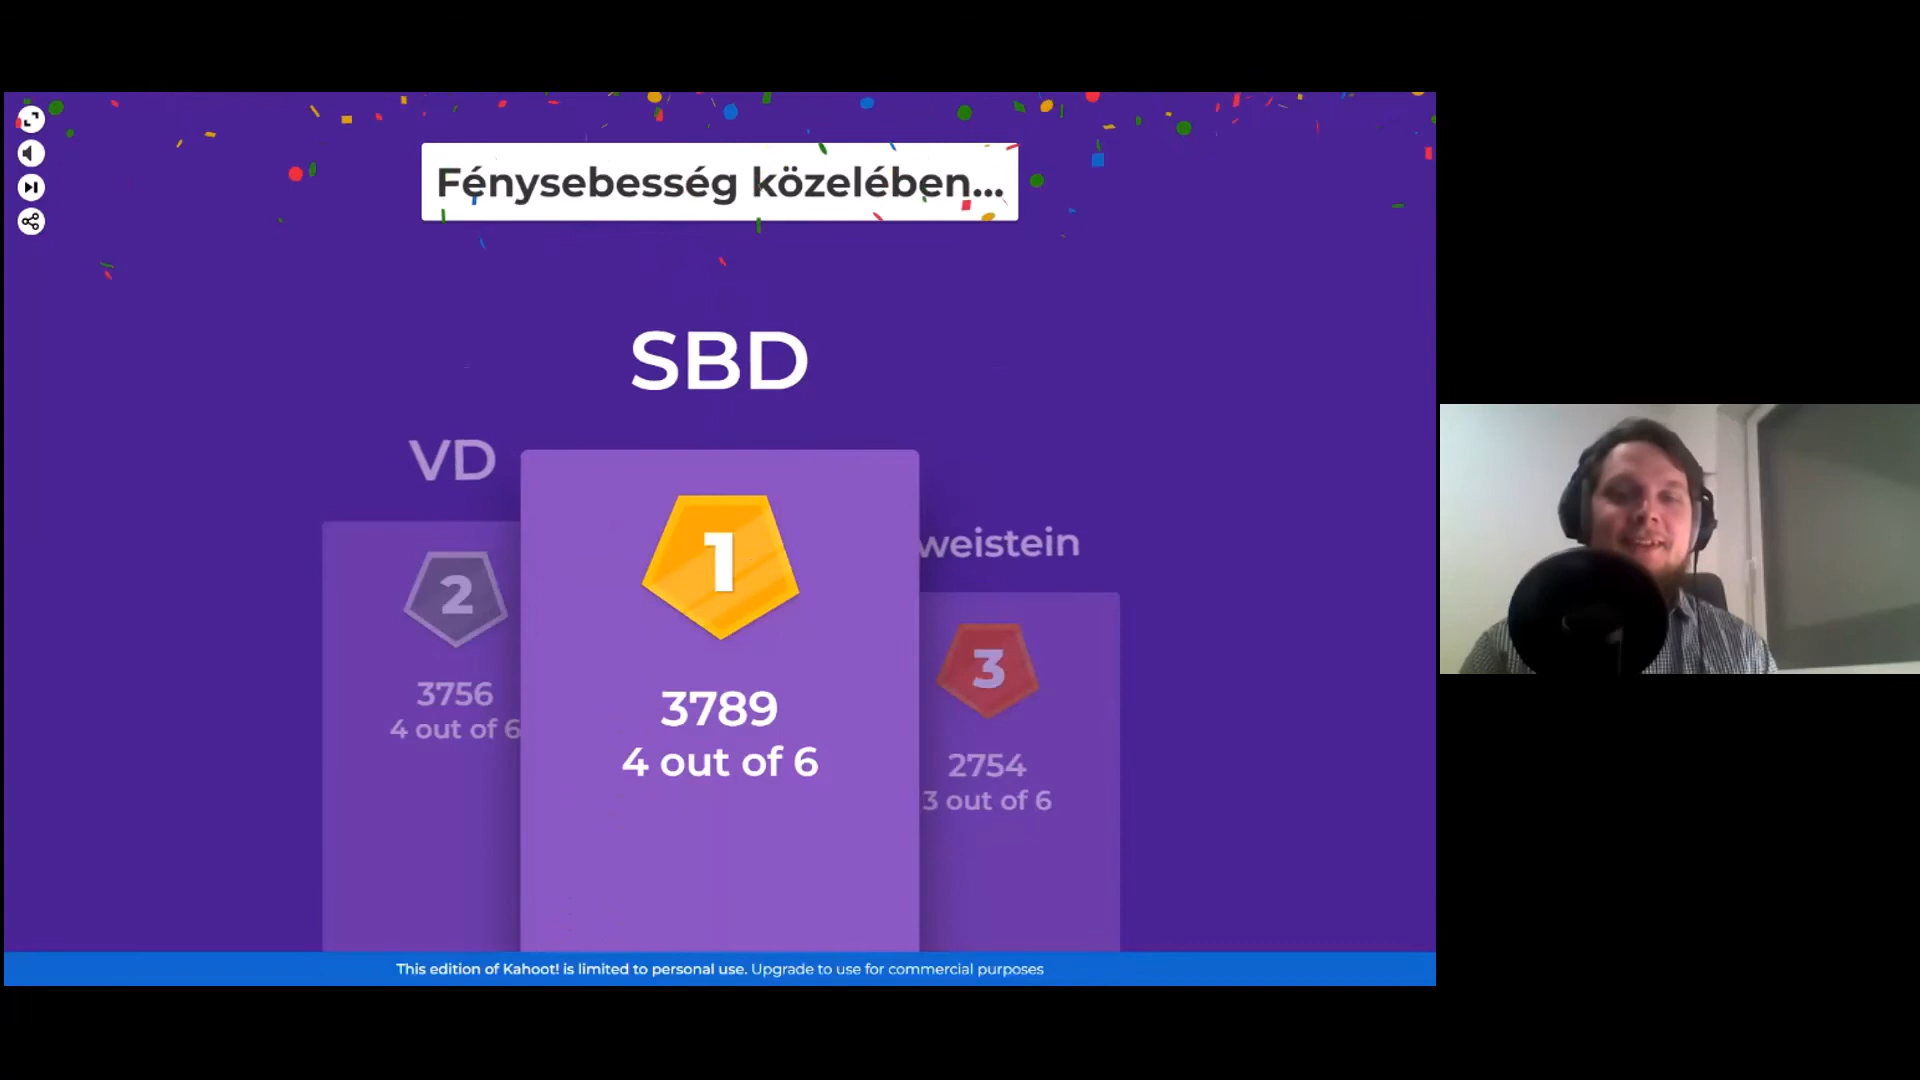 Fénysebesség közelében...
SBD
VD
weistein
1
2
3
3789
4 out of 6
3756
4 out of 6
2754
3 out of 6
This edition of Kahoot! is limited to personal use. Upgrade to use for commercial purposes